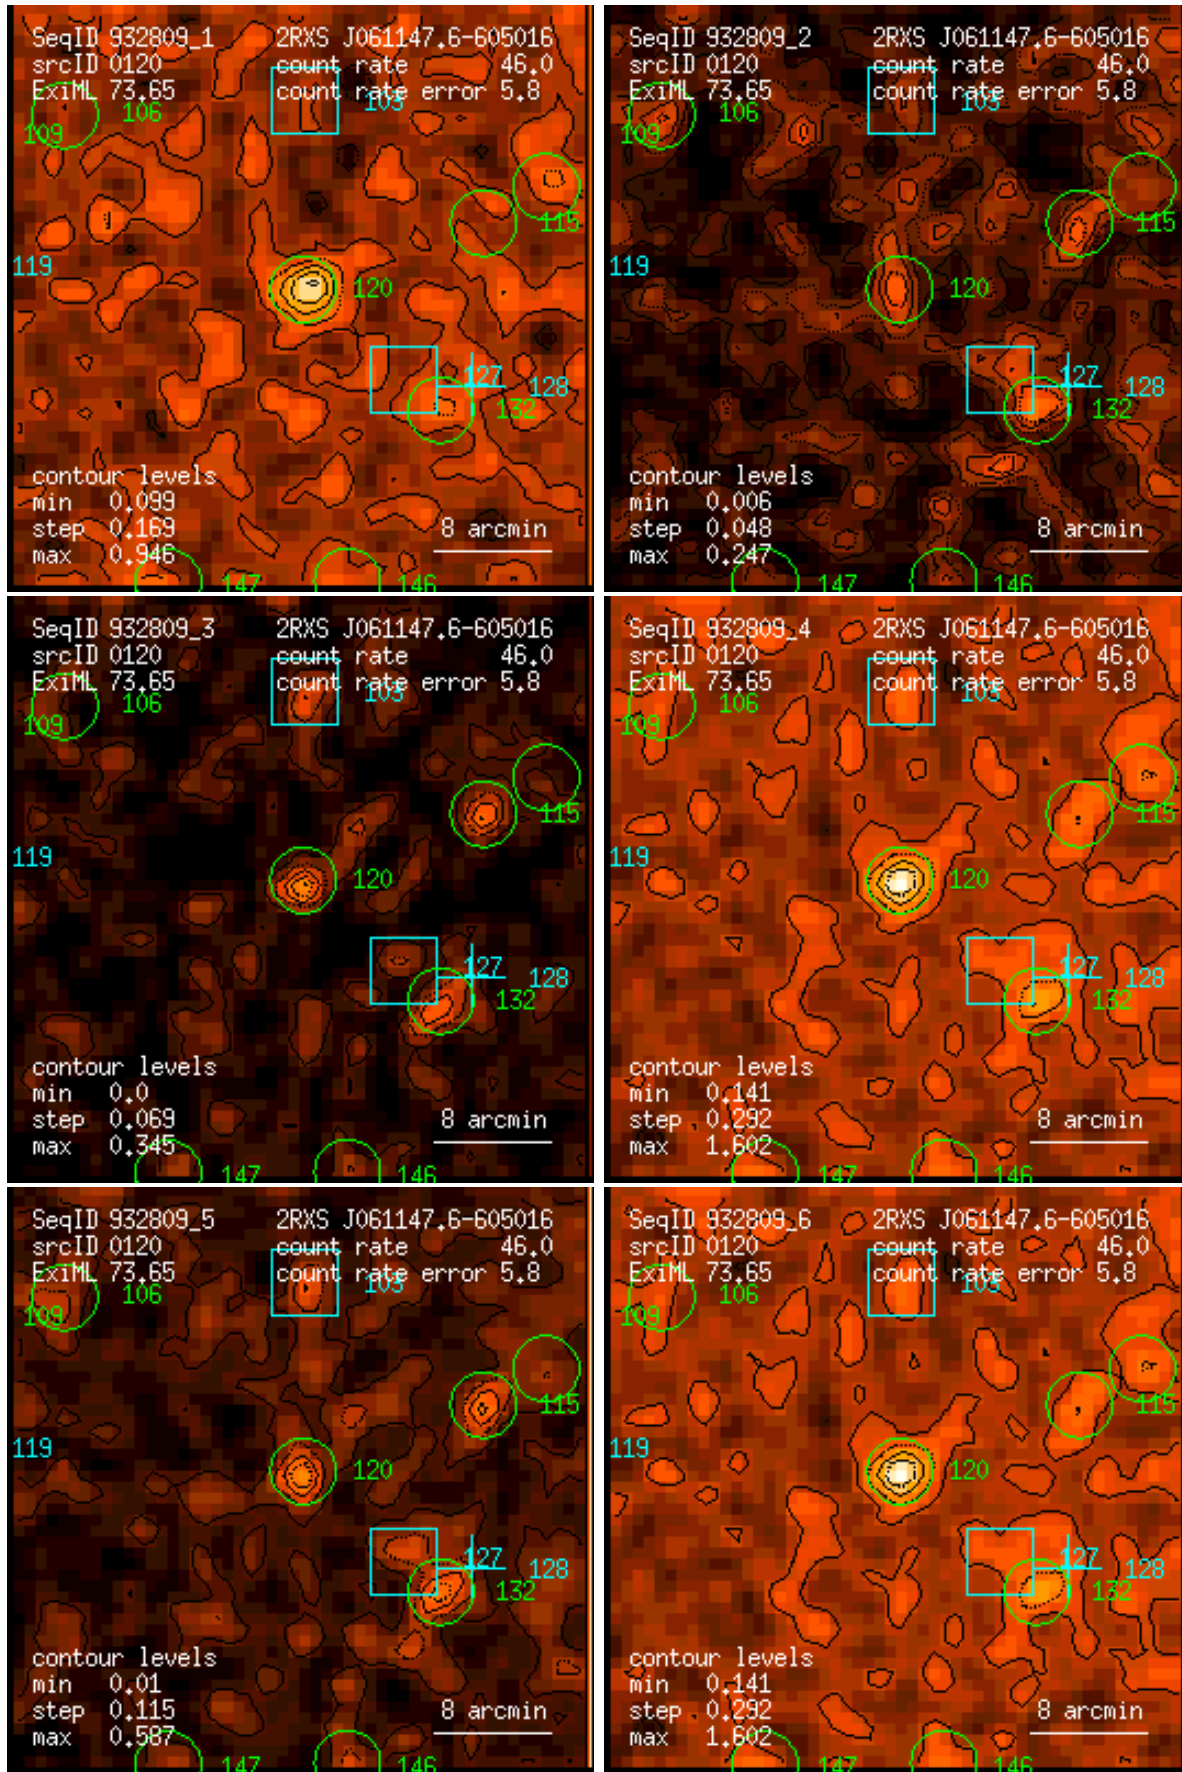 SeqID 932809_1 2RXS J061147.6-605016
srcID 0120 count rate 46.0
ExiML 73.65 count rate error 5.8
103
106
109
115
119
120
127 128
132
contour levels
min 0.099
step 0.169 8 arcmin
max 0.946
147 146
SeqID 932809_2 2RXS J061147.6-605016
srcID 0120 count rate 46.0
ExiML 73.65 count rate error 5.8
103
106
109
115
119
120
127 128
132
contour levels
min 0.006
step 0.048 8 arcmin
max 0.247
147 146
SeqID 932809_3 2RXS J061147.6-605016
srcID 0120 count rate 46.0
ExiML 73.65 count rate error 5.8
103
106
109
115
119
120
127 128
132
contour levels
min 0.0
step 0.069 8 arcmin
max 0.345
147 146
SeqID 932809_4 2RXS J061147.6-605016
srcID 0120 count rate 46.0
ExiML 73.65 count rate error 5.8
103
106
109
115
119
120
127 128
132
contour levels
min 0.141
step 0.292 8 arcmin
max 1.602
147 146
SeqID 932809_5 2RXS J061147.6-605016
srcID 0120 count rate 46.0
ExiML 73.65 count rate error 5.8
103
106
109
115
119
120
127 128
132
contour levels
min 0.01
step 0.115 8 arcmin
max 0.587
147 146
SeqID 932809_6 2RXS J061147.6-605016
srcID 0120 count rate 46.0
ExiML 73.65 count rate error 5.8
103
106
109
115
119
120
127 128
132
contour levels
min 0.141
step 0.292 8 arcmin
max 1.602
147 146